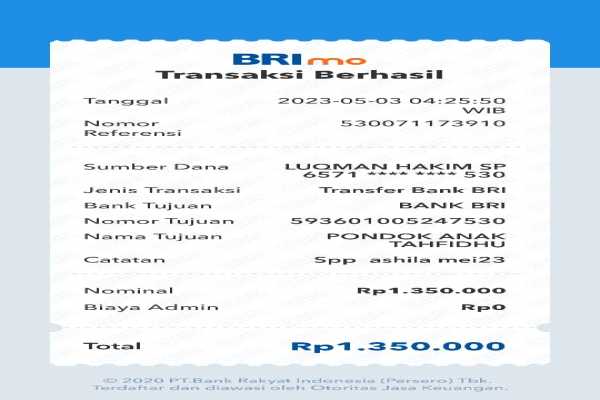 BRImo
Transaksi Berhasil
Tanggal 2023-05-03 04:25:50
WIB
Nomor 530071173910
Referensi
Sumber Dana LUQMAN HAKIM SP
6571 **** **** 530
Jenis Transaksi Transfer Bank BRI
Bank Tujuan BANK BRI
Nomor Tujuan 593601005247530
Nama Tujuan PONDOK ANAK
TAHFIDHU
Catatan Spp ashila mei23
Nominal Rp1.350.000
Biaya Admin Rp0
Total Rp1.350.000
© 2020 PT.Bank Rakyat Indonesia (Persero) Tbk.
Terdaftar dan diawasi oleh Otoritas Jasa Keuangan.